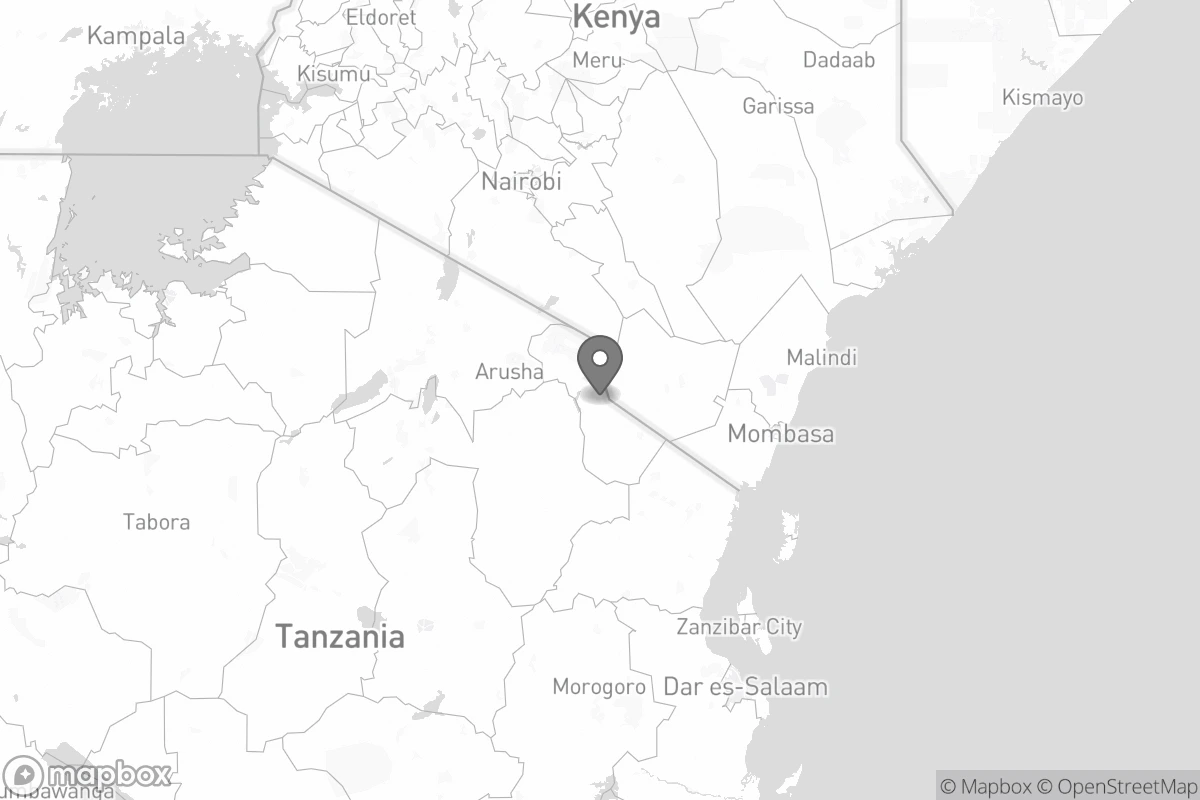 Kenya
Eldoret
Kampala
Meru
Dadaab
Kisumu
Kismayo
Garissa
Nairobi
Malindi
Arusha
Mombasa
Tabora
Zanzibar City
Tanzania
Morogoro
Dar es-Salaam
mapbox
umbawanga
© Mapbox © OpenStreetMap